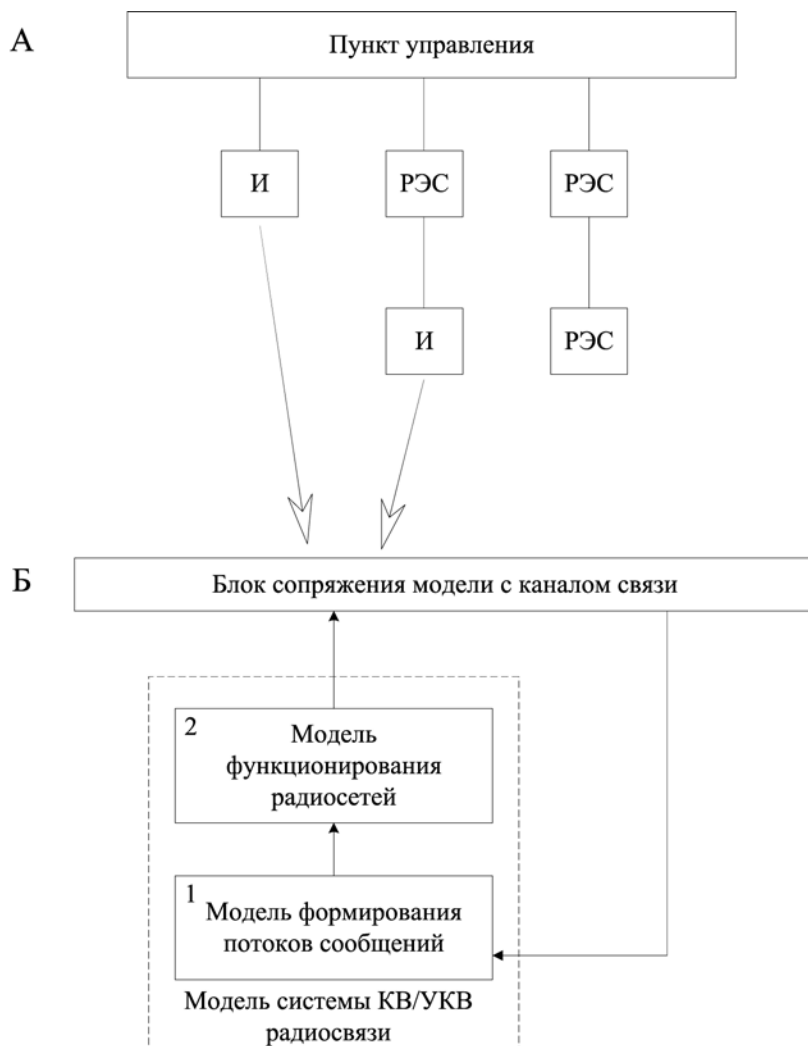 А
Пункт управления
И
РЭС
РЭС
И
РЭС
Б
Блок сопряжения модели с каналом связи
2
Модель
функционирования
радиосетей
1
Модель формирования
потоков сообщений
Модель системы КВ/УКВ
радиосвязи